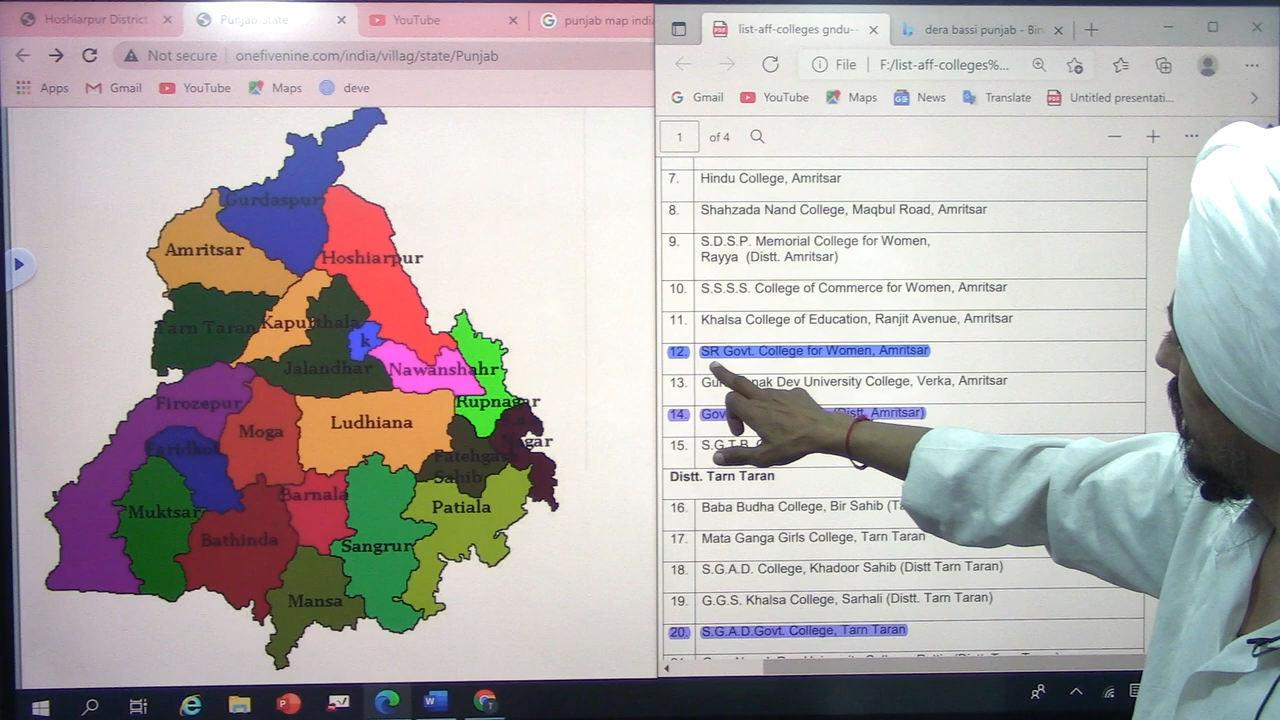 Hoshiarpur District
Punjab State
YouTube
punjab map indi
Not secure
onefivenine.com/india/villag/state/Punjab
Apps
Gmail
YouTube
Maps
deve
Gurdaspur
Amritsar
Hoshiarpur
Tarn Taran
Kapurthala
k
Jalandhar
Nawanshahr
Firozepur
Rupnagar
Moga
Ludhiana
Faridkot
Nagar
Fatehgarh
Sahib
Barnala
Muktsar
Patiala
Bathinda
Sangrur
Mansa
list-aff-colleges gndu-
dera bassi punjab - Bin
File
F:/list-aff-colleges%...
Gmail
YouTube
Maps
News
Translate
Untitled presentati...
1 of 4
7. Hindu College, Amritsar
8. Shahzada Nand College, Maqbul Road, Amritsar
9. S.D.S.P. Memorial College for Women,
Rayya (Distt. Amritsar)
10. S.S.S.S. College of Commerce for Women, Amritsar
11. Khalsa College of Education, Ranjit Avenue, Amritsar
12. SR Govt. College for Women, Amritsar
13. Dev University College, Verka, Amritsar
14. (Distt. Amritsar)
15. S.G.T.B.
Distt. Tarn Taran
16. Baba Budha College, Bir Sahib
17. Mata Ganga Girls College, Tarn Taran
18. S.G.A.D. College, Khadoor Sahib (Distt Tarn Taran)
19. G.G.S. Khalsa College, Sarhali (Distt. Tarn Taran)
20. S.G.A.D.Govt. College, Tarn Taran